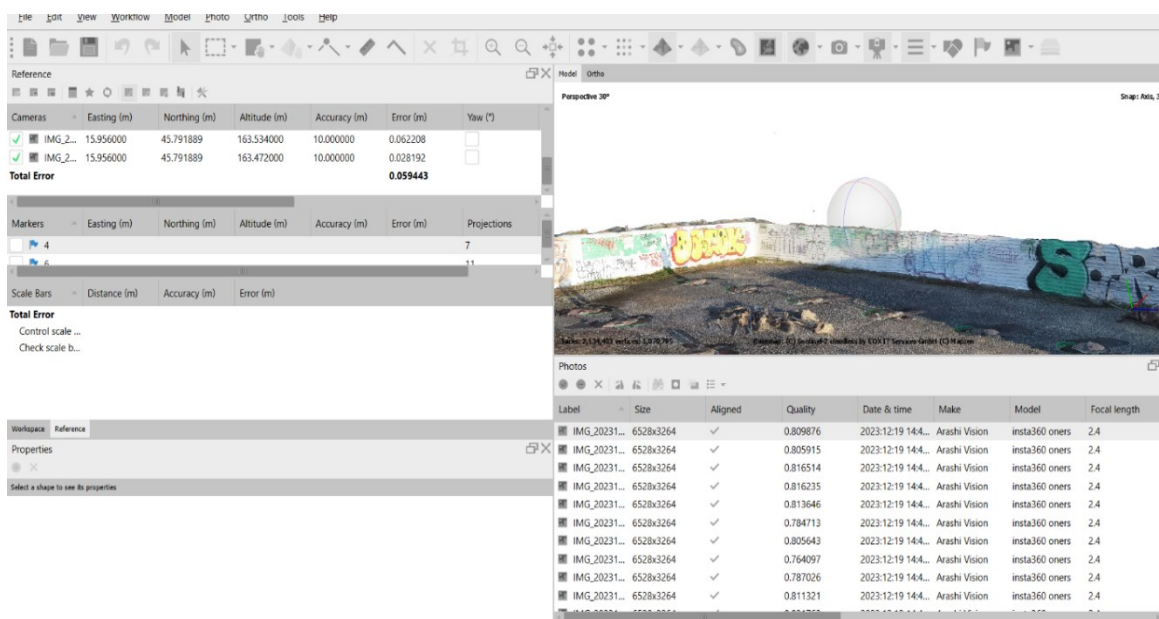 File Edit View Workflow Model Photo Ortho Tools Help
Reference
Cameras Easting (m) Northing (m) Altitude (m) Accuracy (m) Error (m) Yaw (°)
IMG_2... 15.956000 45.791889 163.534000 10.000000 0.062208
IMG_2... 15.956000 45.791889 163.472000 10.000000 0.028192
Total Error 0.059443
Markers Easting (m) Northing (m) Altitude (m) Accuracy (m) Error (m) Projections
4 7
6 11
Scale Bars Distance (m) Accuracy (m) Error (m)
Total Error
Control scale ...
Check scale b...
Workspace Reference
Properties
Select a shape to see its properties
Model Ortho
Perspective 30°
Snap: Axis, 3
Photos
Label Size Aligned Quality Date & time Make Model Focal length
IMG_20231... 6528x3264 0.809876 2023:12:19 14:4... Arashi Vision insta360 oners 2.4
IMG_20231... 6528x3264 0.805915 2023:12:19 14:4... Arashi Vision insta360 oners 2.4
IMG_20231... 6528x3264 0.816514 2023:12:19 14:4... Arashi Vision insta360 oners 2.4
IMG_20231... 6528x3264 0.816235 2023:12:19 14:4... Arashi Vision insta360 oners 2.4
IMG_20231... 6528x3264 0.813646 2023:12:19 14:4... Arashi Vision insta360 oners 2.4
IMG_20231... 6528x3264 0.784713 2023:12:19 14:4... Arashi Vision insta360 oners 2.4
IMG_20231... 6528x3264 0.805643 2023:12:19 14:4... Arashi Vision insta360 oners 2.4
IMG_20231... 6528x3264 0.764097 2023:12:19 14:4... Arashi Vision insta360 oners 2.4
IMG_20231... 6528x3264 0.787026 2023:12:19 14:4... Arashi Vision insta360 oners 2.4
IMG_20231... 6528x3264 0.811321 2023:12:19 14:4... Arashi Vision insta360 oners 2.4